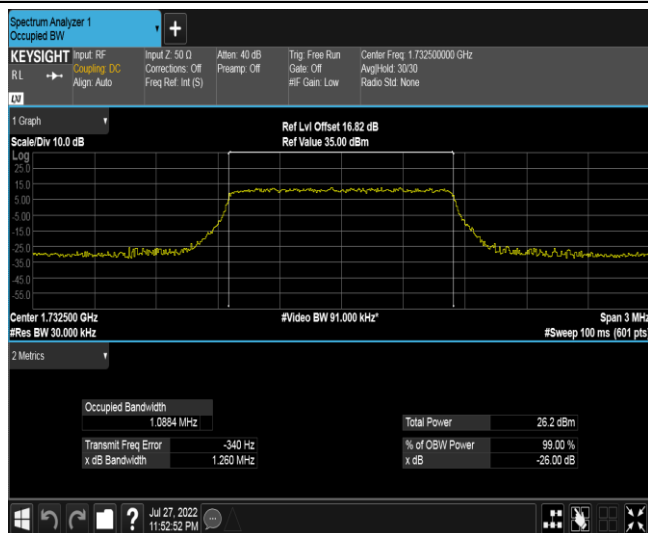 Spectrum Analyzer 1
Occupied BW
+
KEYSIGHT
Input: RF
Input Z: 50 Ω
Atten: 40 dB
Trig: Free Run
Center Freq: 1.732500000 GHz
RL
Coupling: DC
Corrections: Off
Preamp: Off
Gate: Off
Avg|Hold: 30/30
Align: Auto
Freq Ref: Int (S)
#IF Gain: Low
Radio Std: None
LXI
1 Graph
Ref Lvl Offset 16.82 dB
Scale/Div 10.0 dB
Ref Value 35.00 dBm
Log
25.0
15.0
5.00
-5.00
-15.0
-25.0
-35.0
-45.0
-55.0
Center 1.732500 GHz
#Video BW 91.000 kHz*
Span 3 MHz
#Res BW 30.000 kHz
#Sweep 100 ms (601 pts)
2 Metrics
Occupied Bandwidth
1.0884 MHz
Total Power 26.2 dBm
Transmit Freq Error -340 Hz
% of OBW Power 99.00 %
x dB Bandwidth 1.260 MHz
x dB -26.00 dB
?
Jul 27, 2022
11:52:52 PM